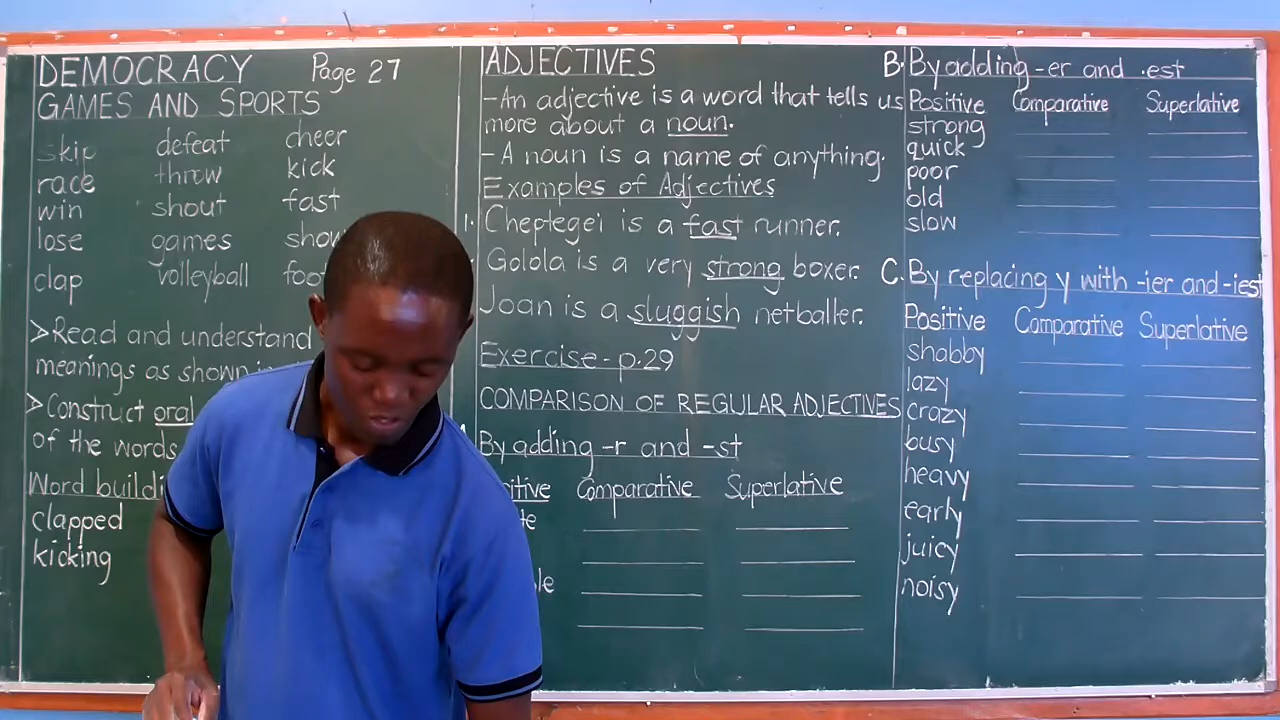 DEMOCRACY Page 27
GAMES AND SPORTS
skip defeat cheer
race throw kick
win shout fast
lose games
clap volleyball
➤Read and understand
meanings as shown
➤Construct oral
of the words
Word
clapped
kicking
ADJECTIVES
-An adjective is a word that tells us
more about a noun.
-A noun is a name of anything.
Examples of Adjectives
1. Cheptegei is a fast runner.
Golola is a very strong boxer.
Joan is a sluggish netballer.
Exercise - p.29
COMPARISON OF REGULAR ADJECTIVES
By adding -r and -st
Comparative Superlative
B. By adding -er and -est
Positive Comparative Superlative
strong
quick
poor
old
slow
C. By replacing y with -ier and -iest
Positive Comparative Superlative
shabby
lazy
crazy
busy
heavy
early
juicy
noisy